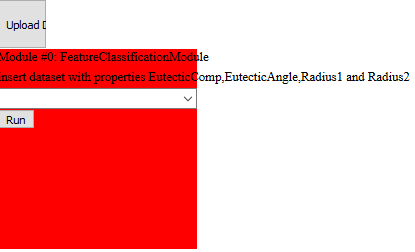 Upload
Module #0: FeatureClassificationModule
insert dataset with properties EutecticComp,EutecticAngle,Radius1 and Radius2
Run